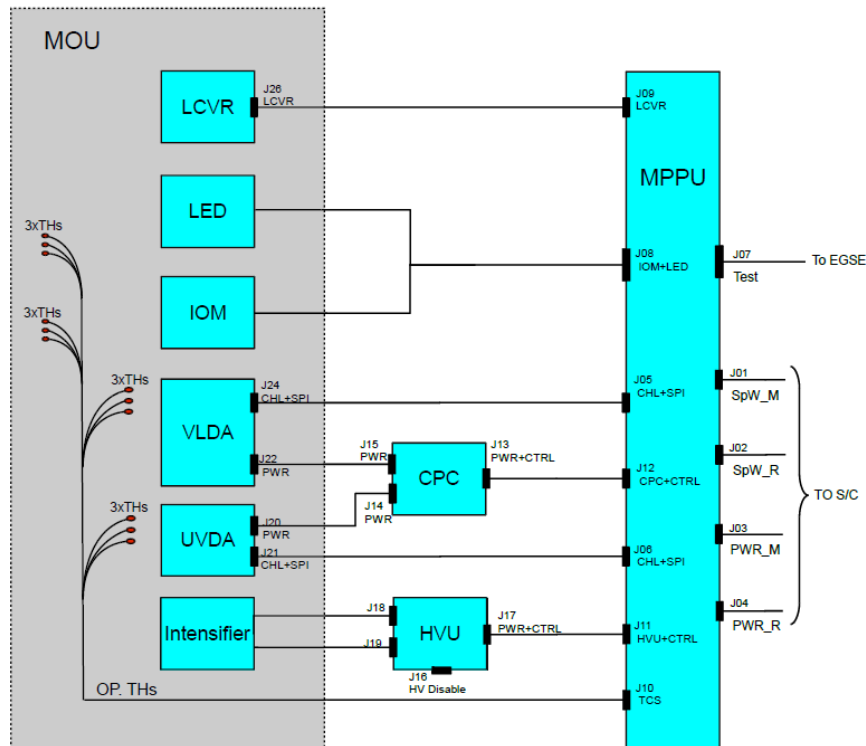 MOU
LCVR
J26
LCVR
J09
LCVR
MPPU
LED
IOM
J08
IOM+LED
J07
Test
To EGSE
3xTHs
3xTHs
3xTHs
3xTHs
VLDA
J24
CHL+SPI
J22
PWR
J05
CHL+SPI
J15
PWR
J14
PWR
CPC
J13
PWR+CTRL
J12
CPC+CTRL
UVDA
J20
PWR
J21
CHL+SPI
J06
CHL+SPI
Intensifier
J18
J19
HVU
J17
PWR+CTRL
J16
HV Disable
J11
HVU+CTRL
OP. THs
J10
TCS
J01
SpW_M
J02
SpW_R
J03
PWR_M
J04
PWR_R
TO S/C